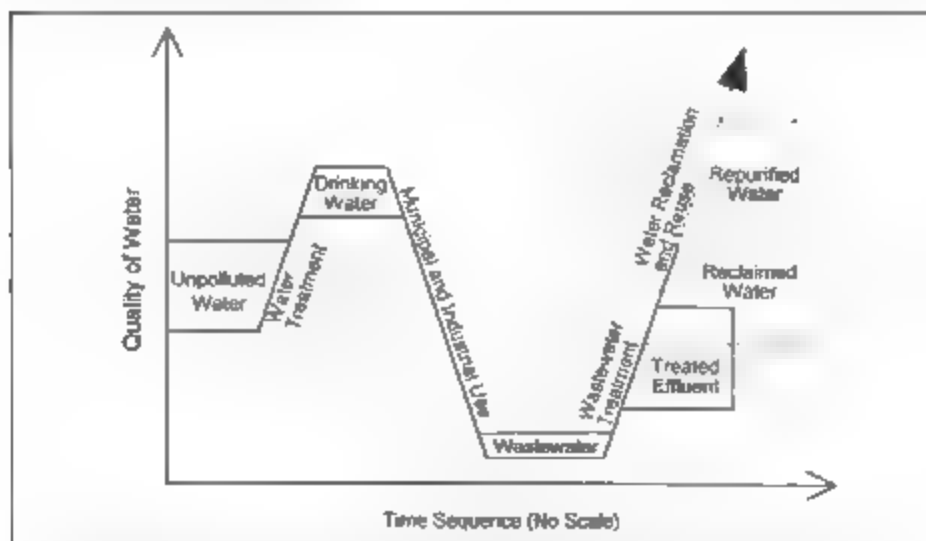 Quality of Water
Unpolluted
Water
Water
Treatment
Drinking
Water
Municipal and Industrial Use
Wastewater
Wastewater
Treatment
Treated
Effluent
Water Reclamation
and Reuse
Repurified
Water
Reclaimed
Water
Time Sequence (No Scale)